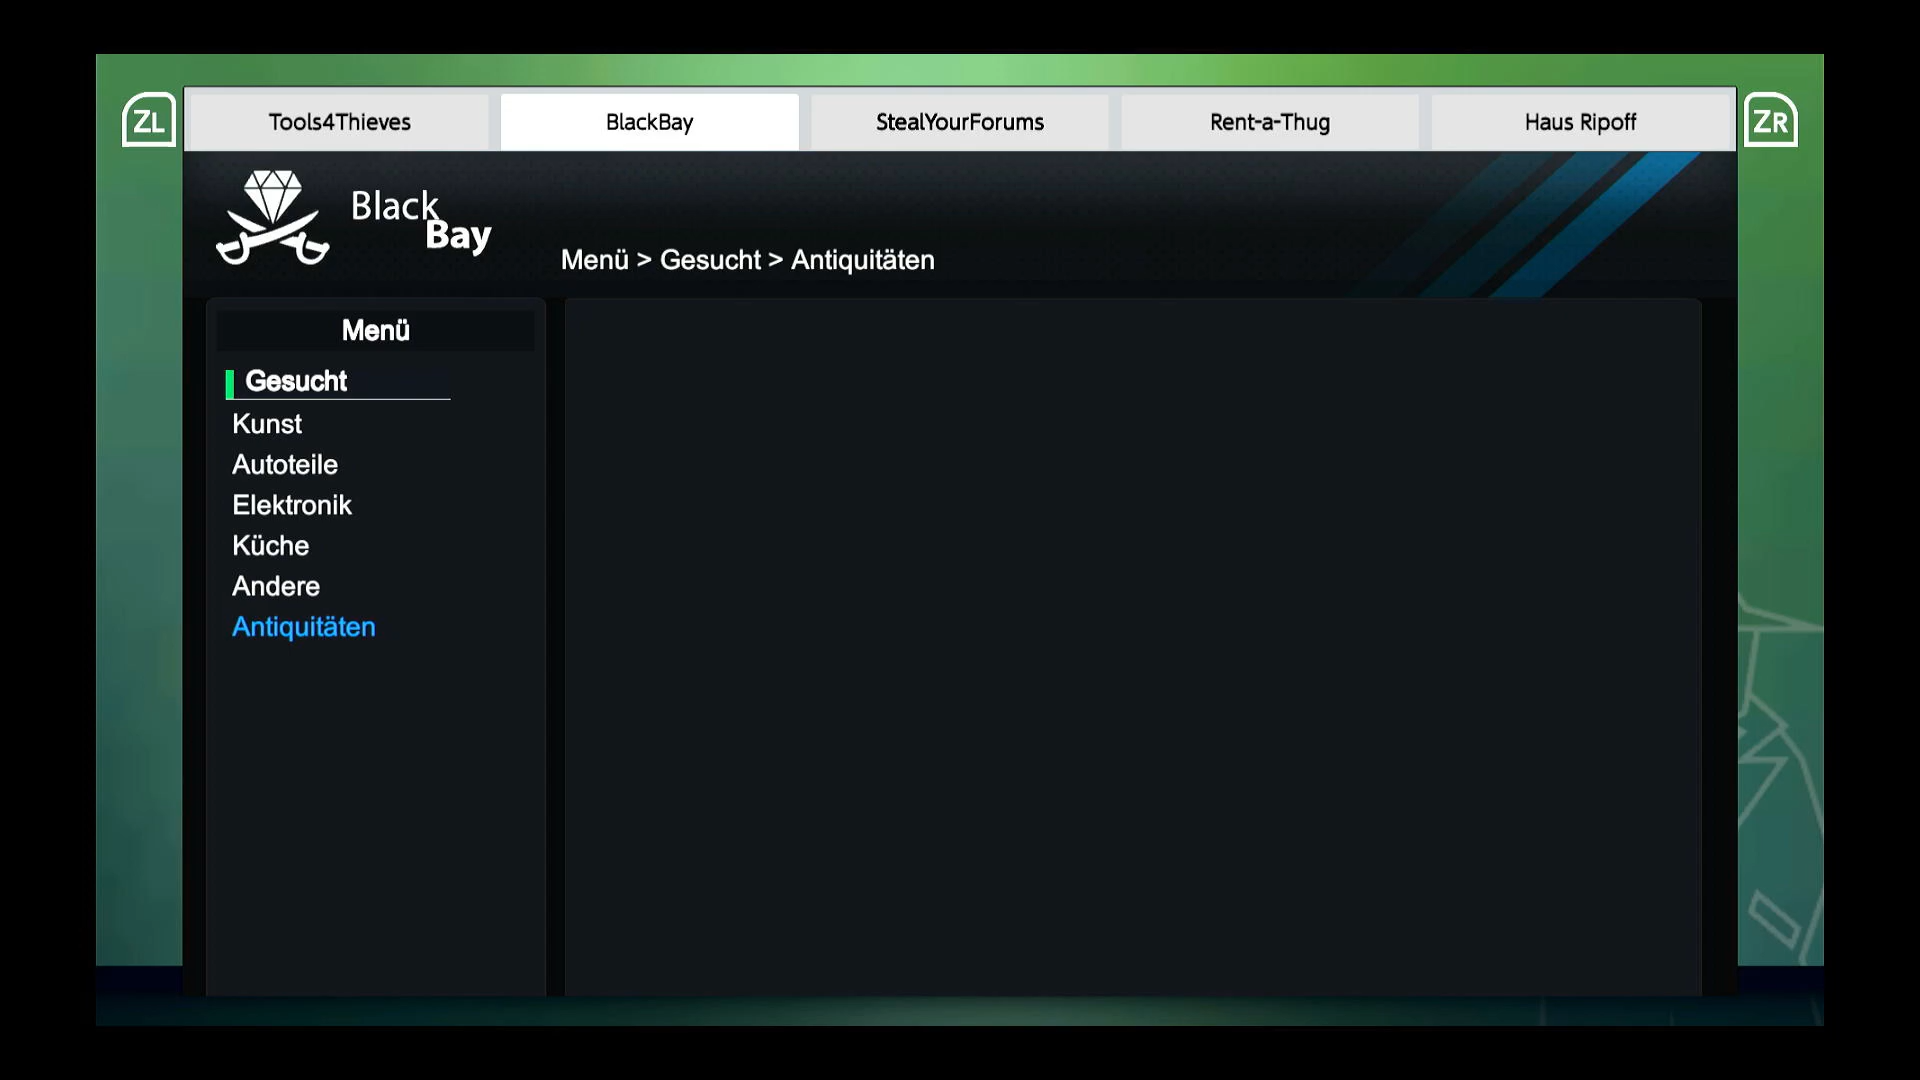 ZL
Tools4Thieves
BlackBay
StealYourForums
Rent-a-Thug
Haus Ripoff
ZR
Black
Bay
Menü > Gesucht > Antiquitäten
Menü
Gesucht
Kunst
Autoteile
Elektronik
Küche
Andere
Antiquitäten